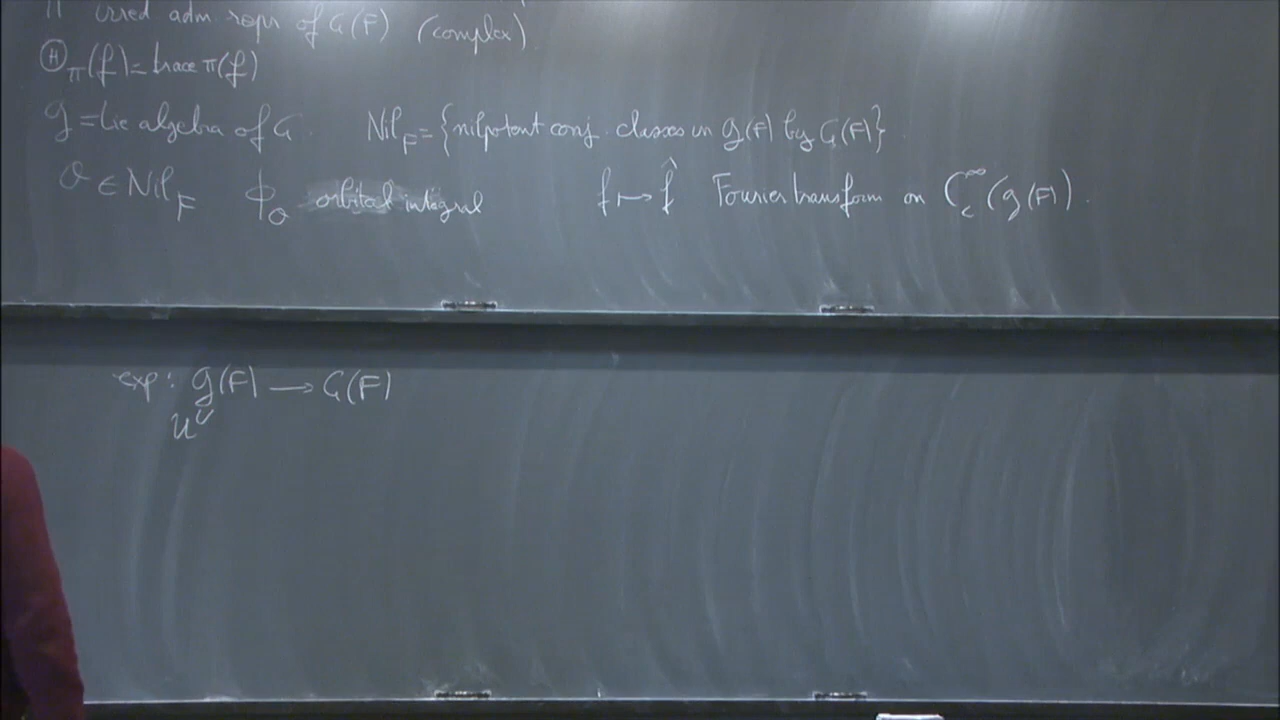 π irred adm repr of G(F) (complex)
Θ_π(f) = trace π(f)
g = Lie algebra of G. Nil_F = {nilpotent conj. classes in g(F) by G(F)}.
O ∈ Nil_F Φ_O orbital integral f ↦ f̂ Fourier transform on C_c^∞(g(F)).
exp: g(F) → G(F)
U